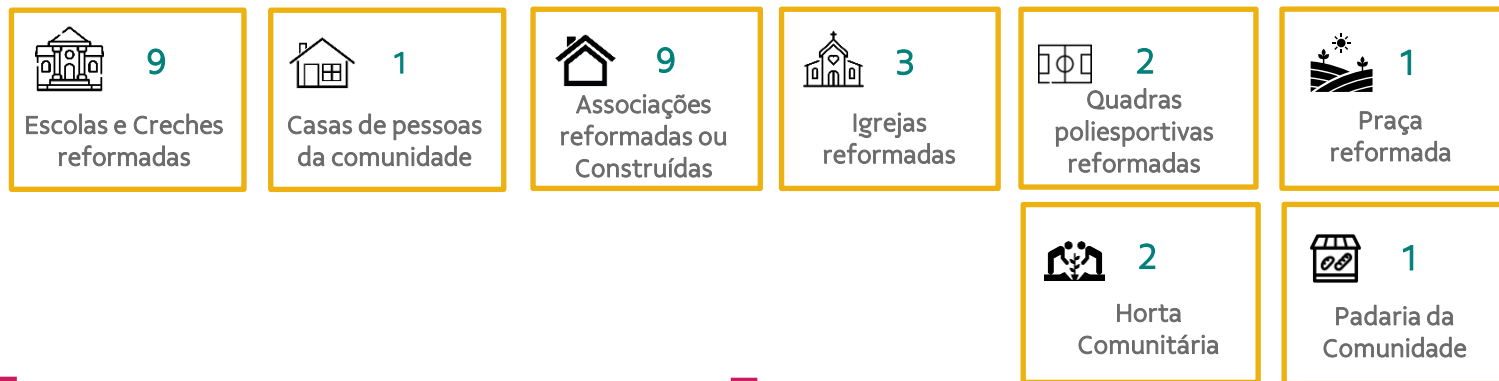 9
Escolas e Creches
reformadas
1
Casas de pessoas
da comunidade
9
Associações
reformadas ou
Construídas
3
Igrejas
reformadas
2
Quadras
poliesportivas
reformadas
1
Praça
reformada
2
Horta
Comunitária
1
Padaria da
Comunidade